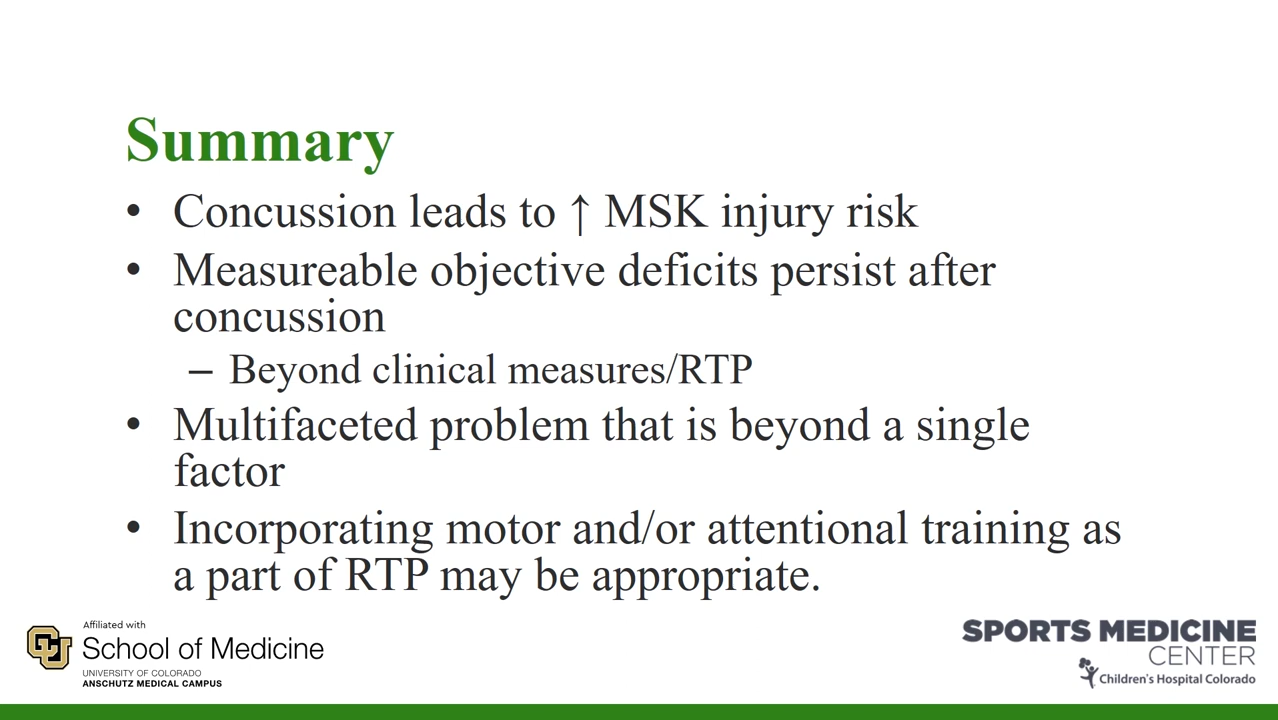 Summary
• Concussion leads to ↑ MSK injury risk
• Measureable objective deficits persist after
concussion
– Beyond clinical measures/RTP
• Multifaceted problem that is beyond a single
factor
• Incorporating motor and/or attentional training as
a part of RTP may be appropriate.
Affiliated with
School of Medicine
UNIVERSITY OF COLORADO
ANSCHUTZ MEDICAL CAMPUS
SPORTS MEDICINE
CENTER
Children's Hospital Colorado